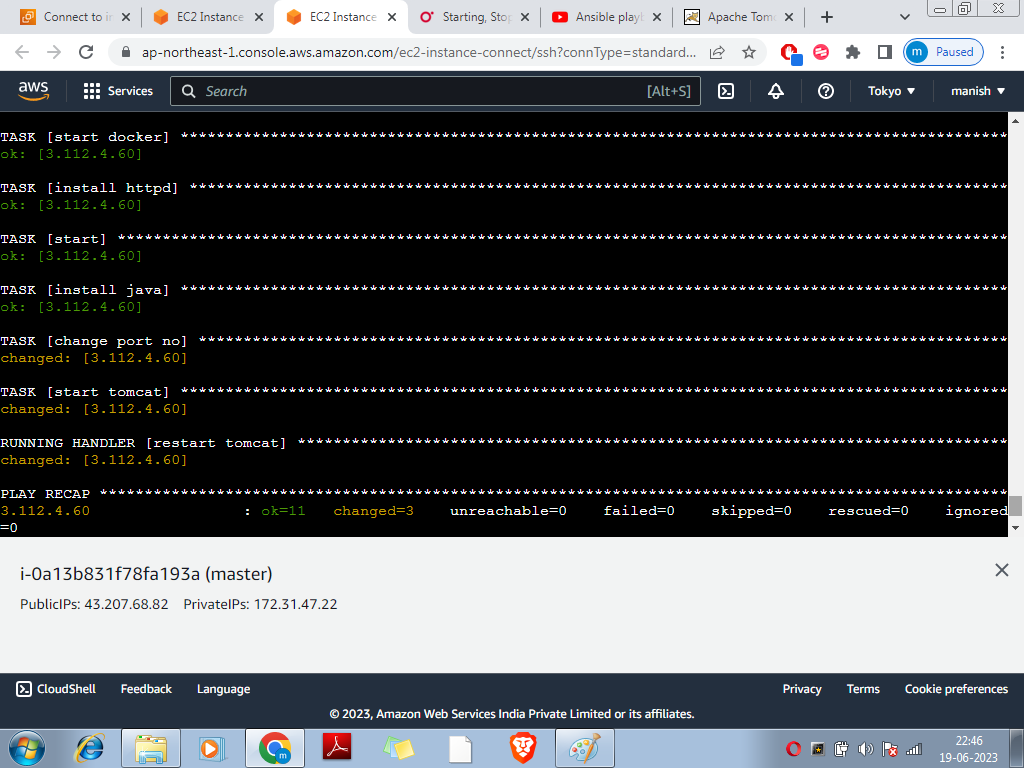 Connect to in
EC2 Instance
EC2 Instance
Starting, Stop
Ansible playb
Apache Tomc
ap-northeast-1.console.aws.amazon.com/ec2-instance-connect/ssh?connType=standard...
m Paused
aws Services Search [Alt+S] Tokyo manish
TASK [start docker] ********************************************************************************************
ok: [3.112.4.60]
TASK [install httpd] *******************************************************************************************
ok: [3.112.4.60]
TASK [start] ***************************************************************************************************
ok: [3.112.4.60]
TASK [install java] ********************************************************************************************
ok: [3.112.4.60]
TASK [change port no] ******************************************************************************************
changed: [3.112.4.60]
TASK [start tomcat] ********************************************************************************************
changed: [3.112.4.60]
RUNNING HANDLER [restart tomcat] *******************************************************************************
changed: [3.112.4.60]
PLAY RECAP *****************************************************************************************************
3.112.4.60 : ok=11 changed=3 unreachable=0 failed=0 skipped=0 rescued=0 ignored
=0
i-0a13b831f78fa193a (master)
PublicIPs: 43.207.68.82 PrivateIPs: 172.31.47.22
CloudShell Feedback Language Privacy Terms Cookie preferences
© 2023, Amazon Web Services India Private Limited or its affiliates.
22:46
19-06-2023